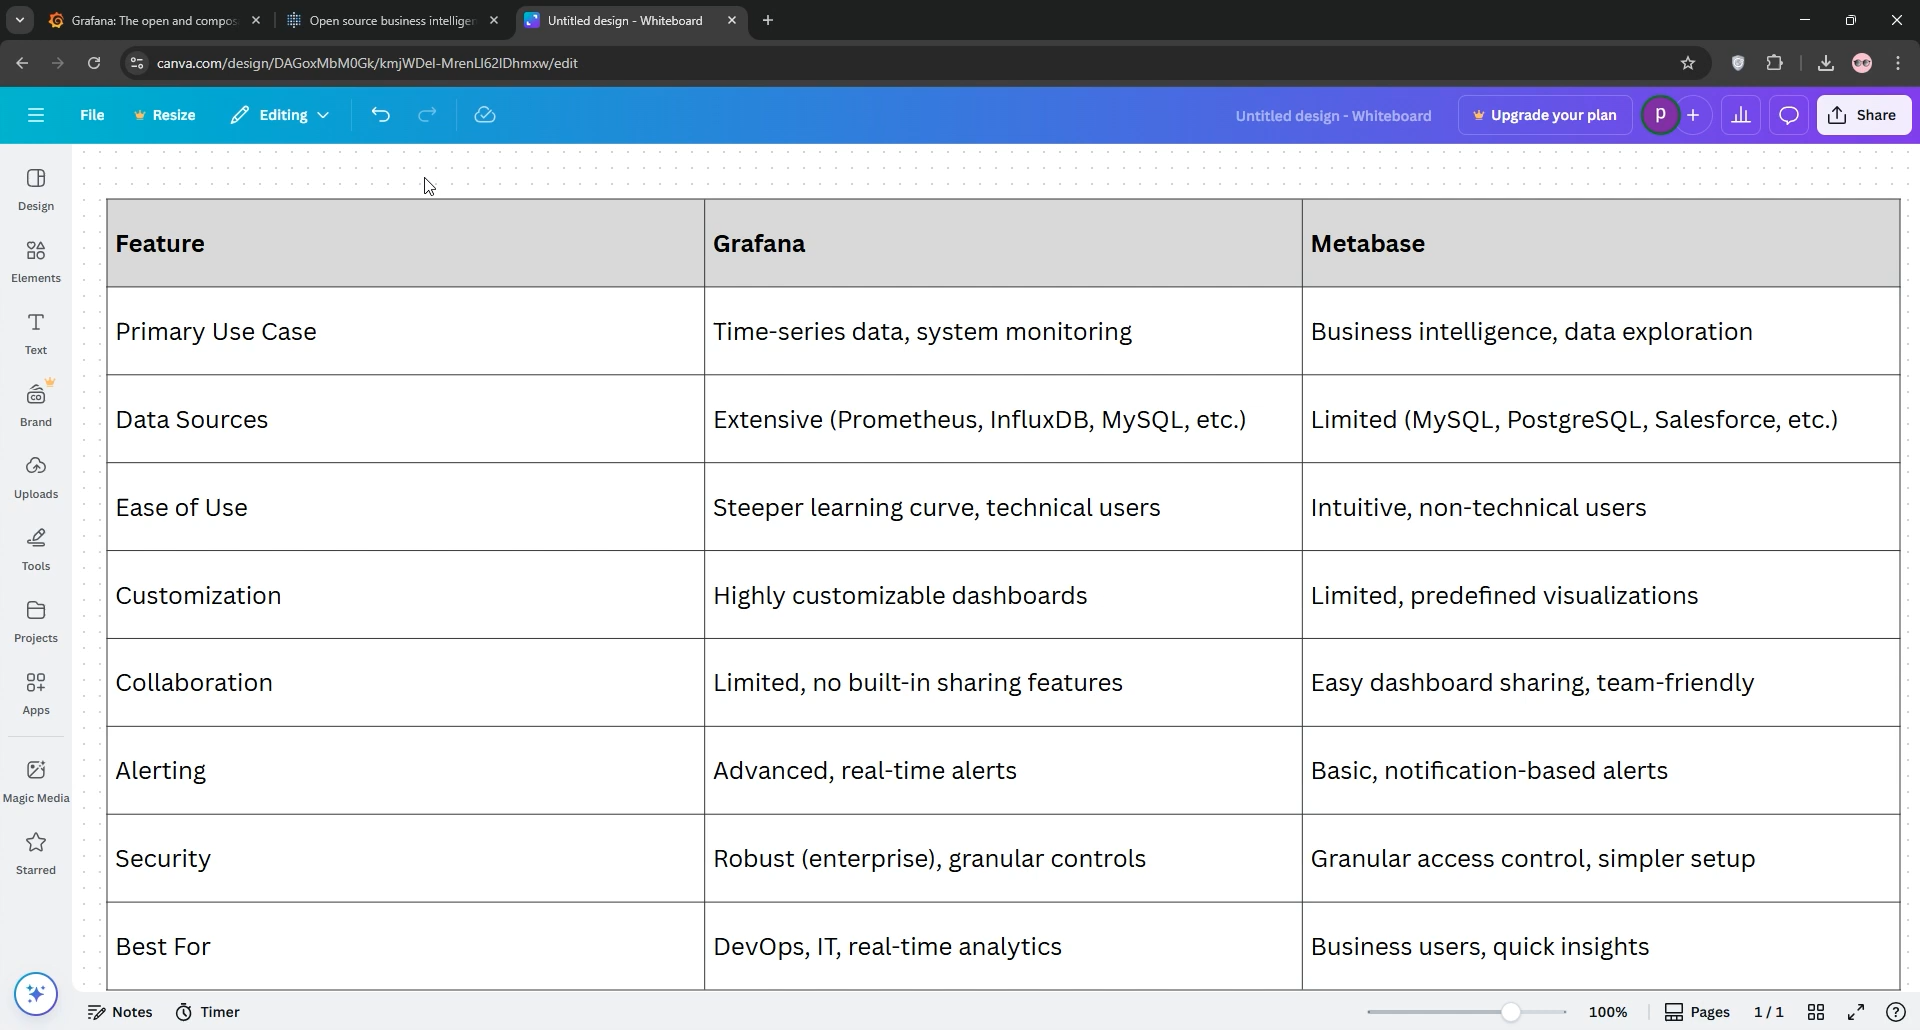 Grafana: The open and compos
Open source business intelligen
Untitled design - Whiteboard
canva.com/design/DAGoxMbM0Gk/kmjWDel-MrenLl62lDhmxw/edit
File
Resize
Editing
Untitled design - Whiteboard
Upgrade your plan
P
Share
Design
Elements
Text
Brand
Uploads
Tools
Projects
Apps
Magic Media
Starred
Feature Grafana Metabase
Primary Use Case Time-series data, system monitoring Business intelligence, data exploration
Data Sources Extensive (Prometheus, InfluxDB, MySQL, etc.) Limited (MySQL, PostgreSQL, Salesforce, etc.)
Ease of Use Steeper learning curve, technical users Intuitive, non-technical users
Customization Highly customizable dashboards Limited, predefined visualizations
Collaboration Limited, no built-in sharing features Easy dashboard sharing, team-friendly
Alerting Advanced, real-time alerts Basic, notification-based alerts
Security Robust (enterprise), granular controls Granular access control, simpler setup
Best For DevOps, IT, real-time analytics Business users, quick insights
Notes
Timer
100%
Pages
1 / 1